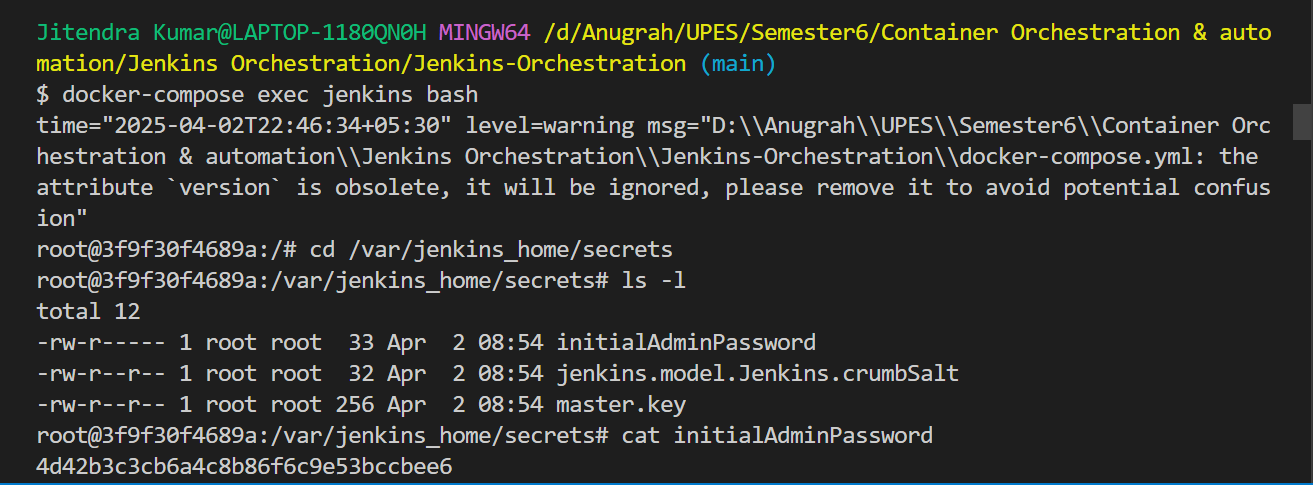 Jitendra Kumar@LAPTOP-1180QN0H MINGW64 /d/Anugrah/UPES/Semester6/Container Orchestration & auto
mation/Jenkins Orchestration/Jenkins-Orchestration (main)
$ docker-compose exec jenkins bash
time="2025-04-02T22:46:34+05:30" level=warning msg="D:\\Anugrah\\UPES\\Semester6\\Container Orc
hestration & automation\\Jenkins Orchestration\\Jenkins-Orchestration\\docker-compose.yml: the
attribute `version` is obsolete, it will be ignored, please remove it to avoid potential confus
ion"
root@3f9f30f4689a:/# cd /var/jenkins_home/secrets
root@3f9f30f4689a:/var/jenkins_home/secrets# ls -l
total 12
-rw-r----- 1 root root  33 Apr  2 08:54 initialAdminPassword
-rw-r--r-- 1 root root  32 Apr  2 08:54 jenkins.model.Jenkins.crumbSalt
-rw-r--r-- 1 root root 256 Apr  2 08:54 master.key
root@3f9f30f4689a:/var/jenkins_home/secrets# cat initialAdminPassword
4d42b3c3cb6a4c8b86f6c9e53bccbee6